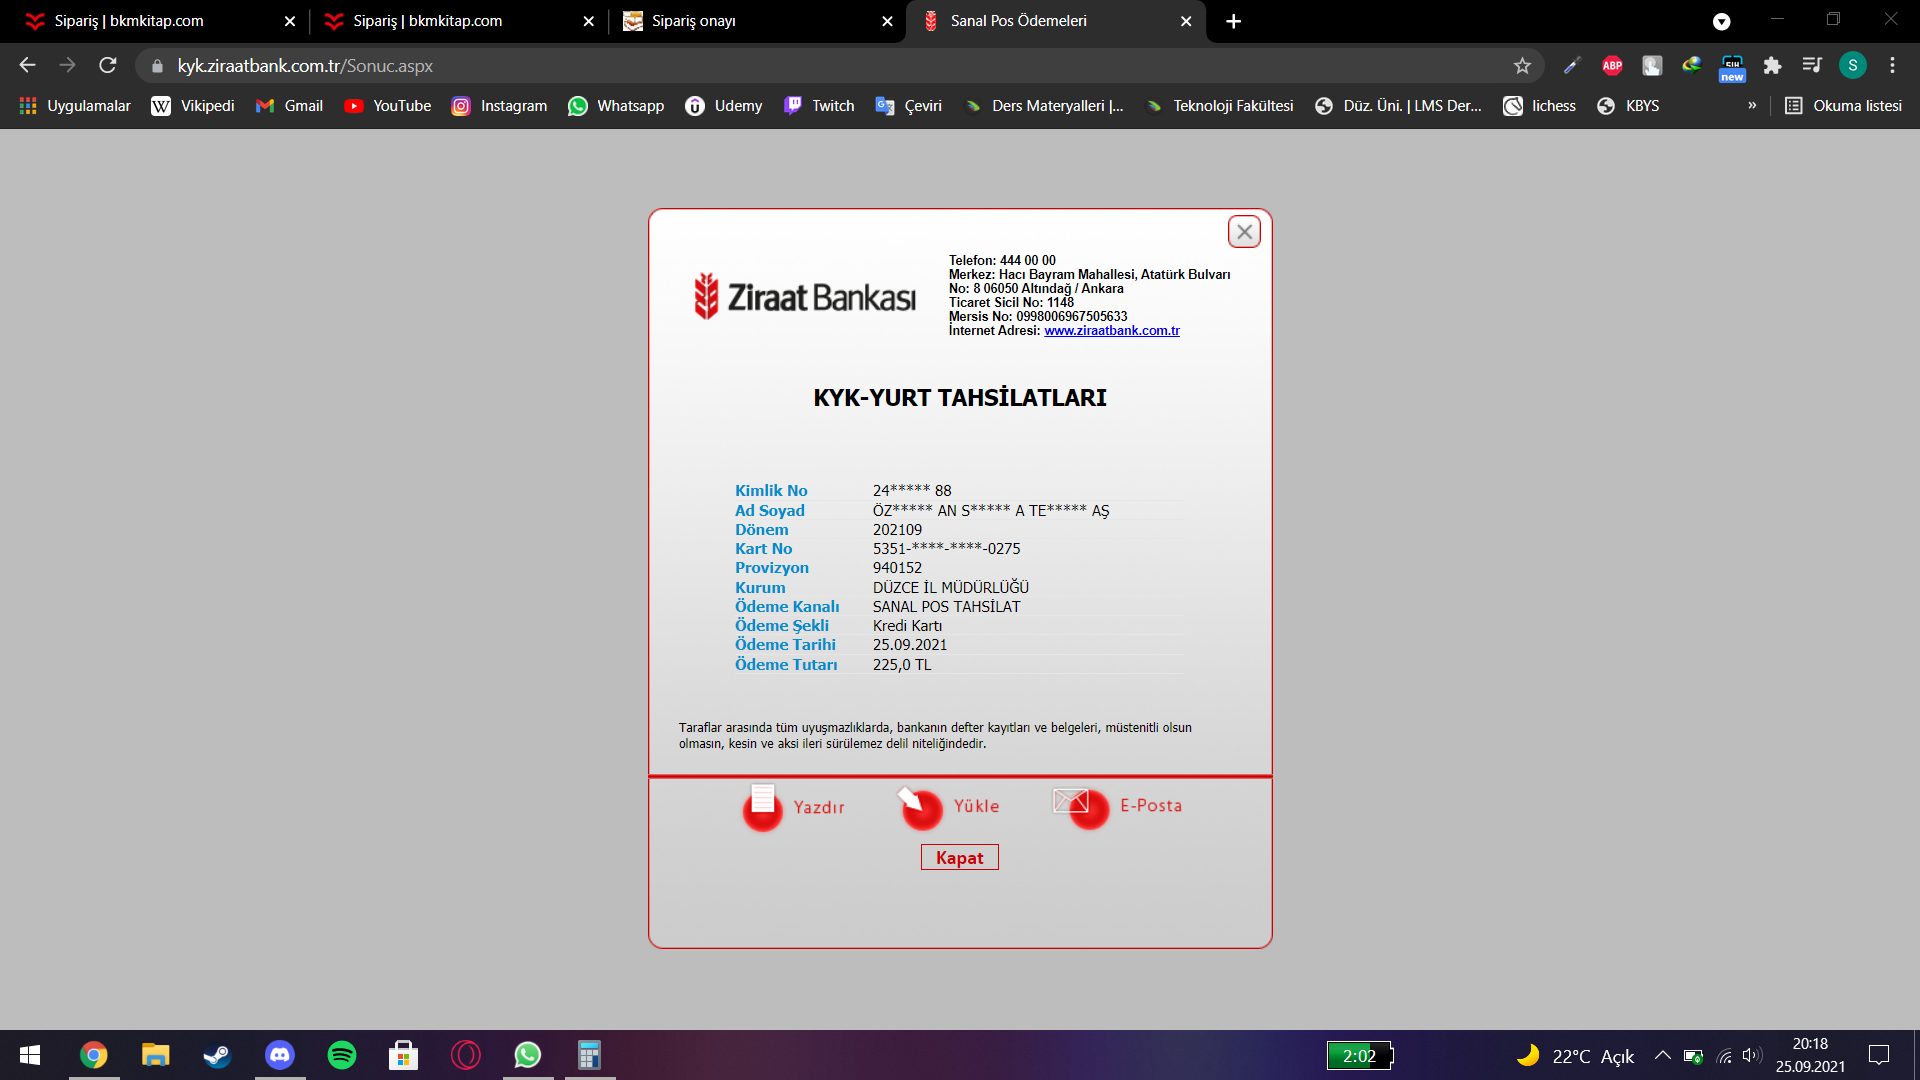 Sipariş | bkmkitap.com
Sipariş | bkmkitap.com
Sipariş onayı
Sanal Pos Ödemeleri
kyk.ziraatbank.com.tr/Sonuc.aspx
ABP
new
S
Uygulamalar
Vikipedi
Gmail
YouTube
Instagram
Whatsapp
Udemy
Twitch
Çeviri
Ders Materyalleri |...
Teknoloji Fakültesi
Düz. Üni. | LMS Der...
lichess
KBYS
»
Okuma listesi
Ziraat Bankası
Telefon: 444 00 00
Merkez: Hacı Bayram Mahallesi, Atatürk Bulvarı
No: 8 06050 Altındağ / Ankara
Ticaret Sicil No: 1148
Mersis No: 0998006967505633
İnternet Adresi: www.ziraatbank.com.tr
KYK-YURT TAHSİLATLARI
Kimlik No 24***** 88
Ad Soyad ÖZ***** AN S***** A TE***** AŞ
Dönem 202109
Kart No 5351-****-****-0275
Provizyon 940152
Kurum DÜZCE İL MÜDÜRLÜĞÜ
Ödeme Kanalı SANAL POS TAHSİLAT
Ödeme Şekli Kredi Kartı
Ödeme Tarihi 25.09.2021
Ödeme Tutarı 225,0 TL
Taraflar arasında tüm uyuşmazlıklarda, bankanın defter kayıtları ve belgeleri, müstenitli olsun
olmasın, kesin ve aksi ileri sürülemez delil niteliğindedir.
Yazdır
Yükle
E-Posta
Kapat
2:02
22°C Açık
20:18
25.09.2021